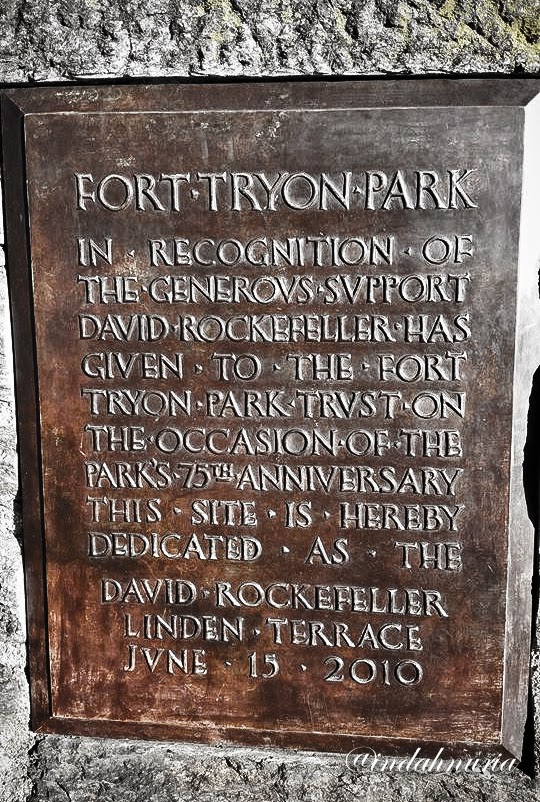 FORT·TRYON·PARK
IN · RECOGNITION · OF
THE·GENEROVS·SVPPORT
DAVID·ROCKEFELLER·HAS
GIVEN · TO · THE · FORT
TRYON·PARK·TRVST·ON
THE·OCCASION·OF·THE
PARK'S·75TH·ANNIVERSARY
THIS · SITE · IS · HEREBY
DEDICATED · AS · THE
DAVID·ROCKEFELLER
LINDEN·TERRACE
JVNE · 15 · 2010
@indahnuria